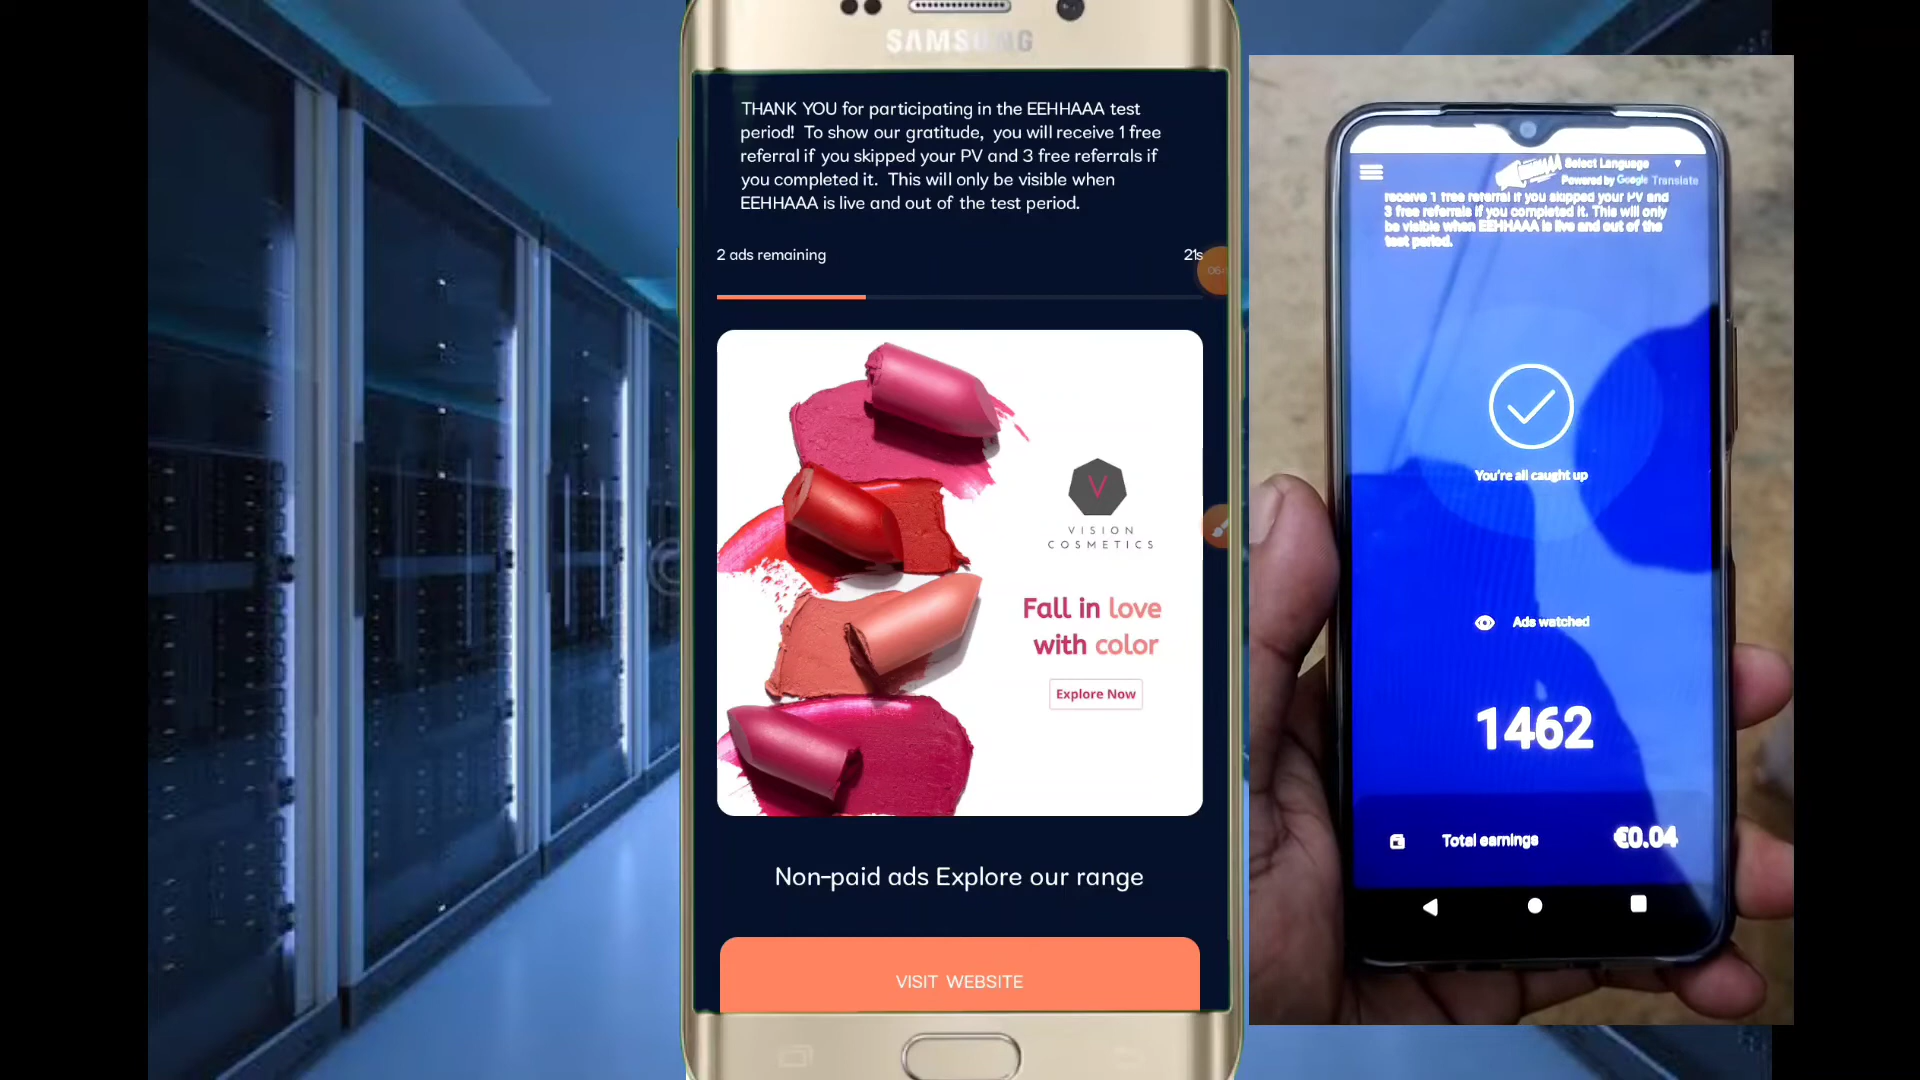 SAMSUNG
THANK YOU for participating in the EEHHAAA test
period! To show our gratitude, you will receive 1 free
referral if you skipped your PV and 3 free referrals if
you completed it. This will only be visible when
EEHHAAA is live and out of the test period.
2 ads remaining
21s
V
VISION
COSMETICS
Fall in love
with color
Explore Now
Non-paid ads Explore our range
VISIT WEBSITE
Select Language
Powered by Google Translate
receive 1 free referral if you skipped your PV and
3 free referrals if you completed it. This will only
be visible when EEHHAAA is live and out of the
test period.
You're all caught up
Ads watched
1462
Total earnings
€0.04